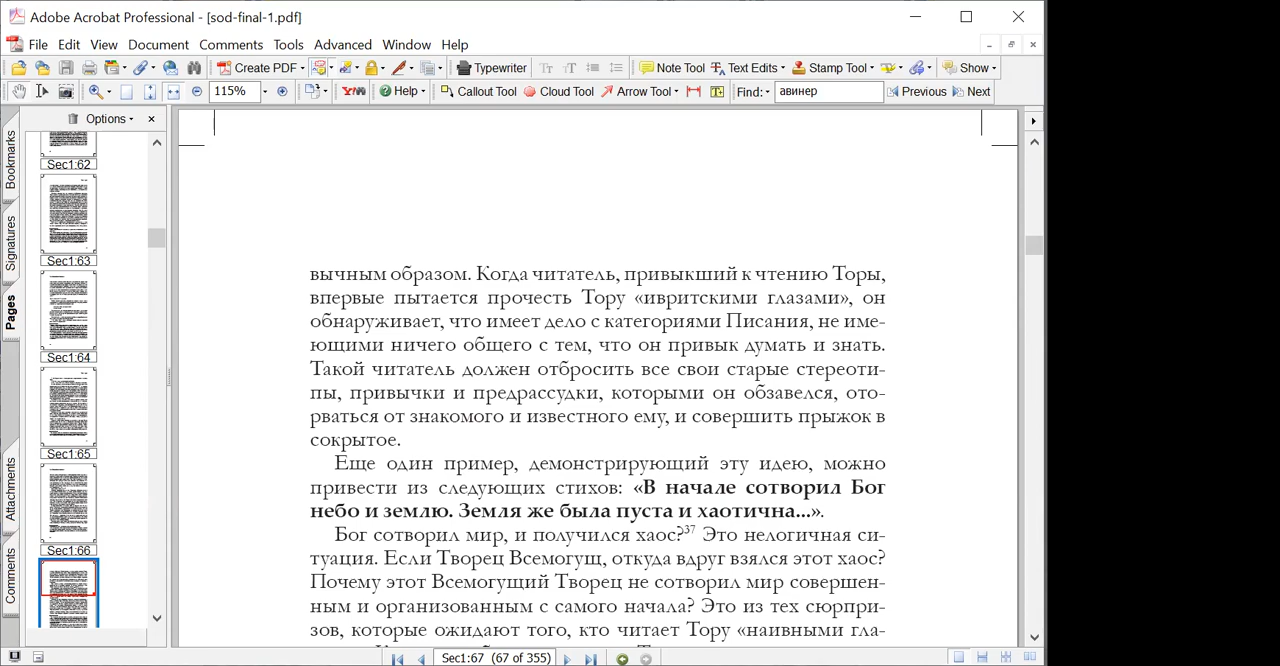 Adobe Acrobat Professional - [sod-final-1.pdf]
File Edit View Document Comments Tools Advanced Window Help
Create PDF Typewriter Note Tool Text Edits Stamp Tool Show
115% Y!N Help Callout Tool Cloud Tool Arrow Tool Find: авинер Previous Next
Options
Bookmarks
Signatures
Pages
Attachments
Comments
Sec1:62
Sec1:63
Sec1:64
Sec1:65
Sec1:66
вычным образом. Когда читатель, привыкший к чтению Торы,
впервые пытается прочесть Тору «ивритскими глазами», он
обнаруживает, что имеет дело с категориями Писания, не име-
ющими ничего общего с тем, что он привык думать и знать.
Такой читатель должен отбросить все свои старые стереоти-
пы, привычки и предрассудки, которыми он обзавелся, ото-
рваться от знакомого и известного ему, и совершить прыжок в
сокрытое.
Еще один пример, демонстрирующий эту идею, можно
привести из следующих стихов: «В начале сотворил Бог
небо и землю. Земля же была пуста и хаотична...».
Бог сотворил мир, и получился хаос?37 Это нелогичная си-
туация. Если Творец Всемогущ, откуда вдруг взялся этот хаос?
Почему этот Всемогущий Творец не сотворил мир совершен-
ным и организованным с самого начала? Это из тех сюрпри-
зов, которые ожидают того, кто читает Тору «наивными гла-
Sec1:67 (67 of 355)